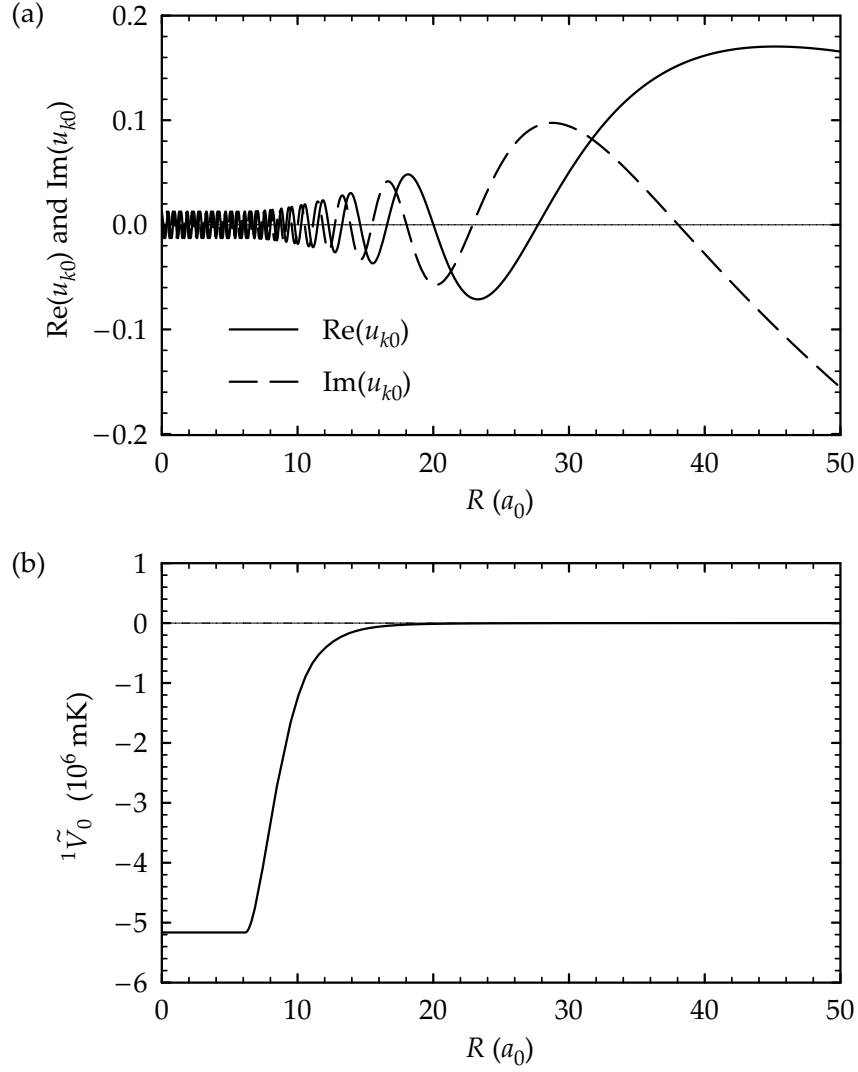 (a)
0.2
0.1
0.0
−0.1
−0.2
Re(u_{k0}) and Im(u_{k0})
Re(u_{k0})
Im(u_{k0})
0 10 20 30 40 50
R (a_0)
(b)
1
0
−1
−2
−3
−4
−5
−6
^1Ṽ_0 (10^6 mK)
0 10 20 30 40 50
R (a_0)